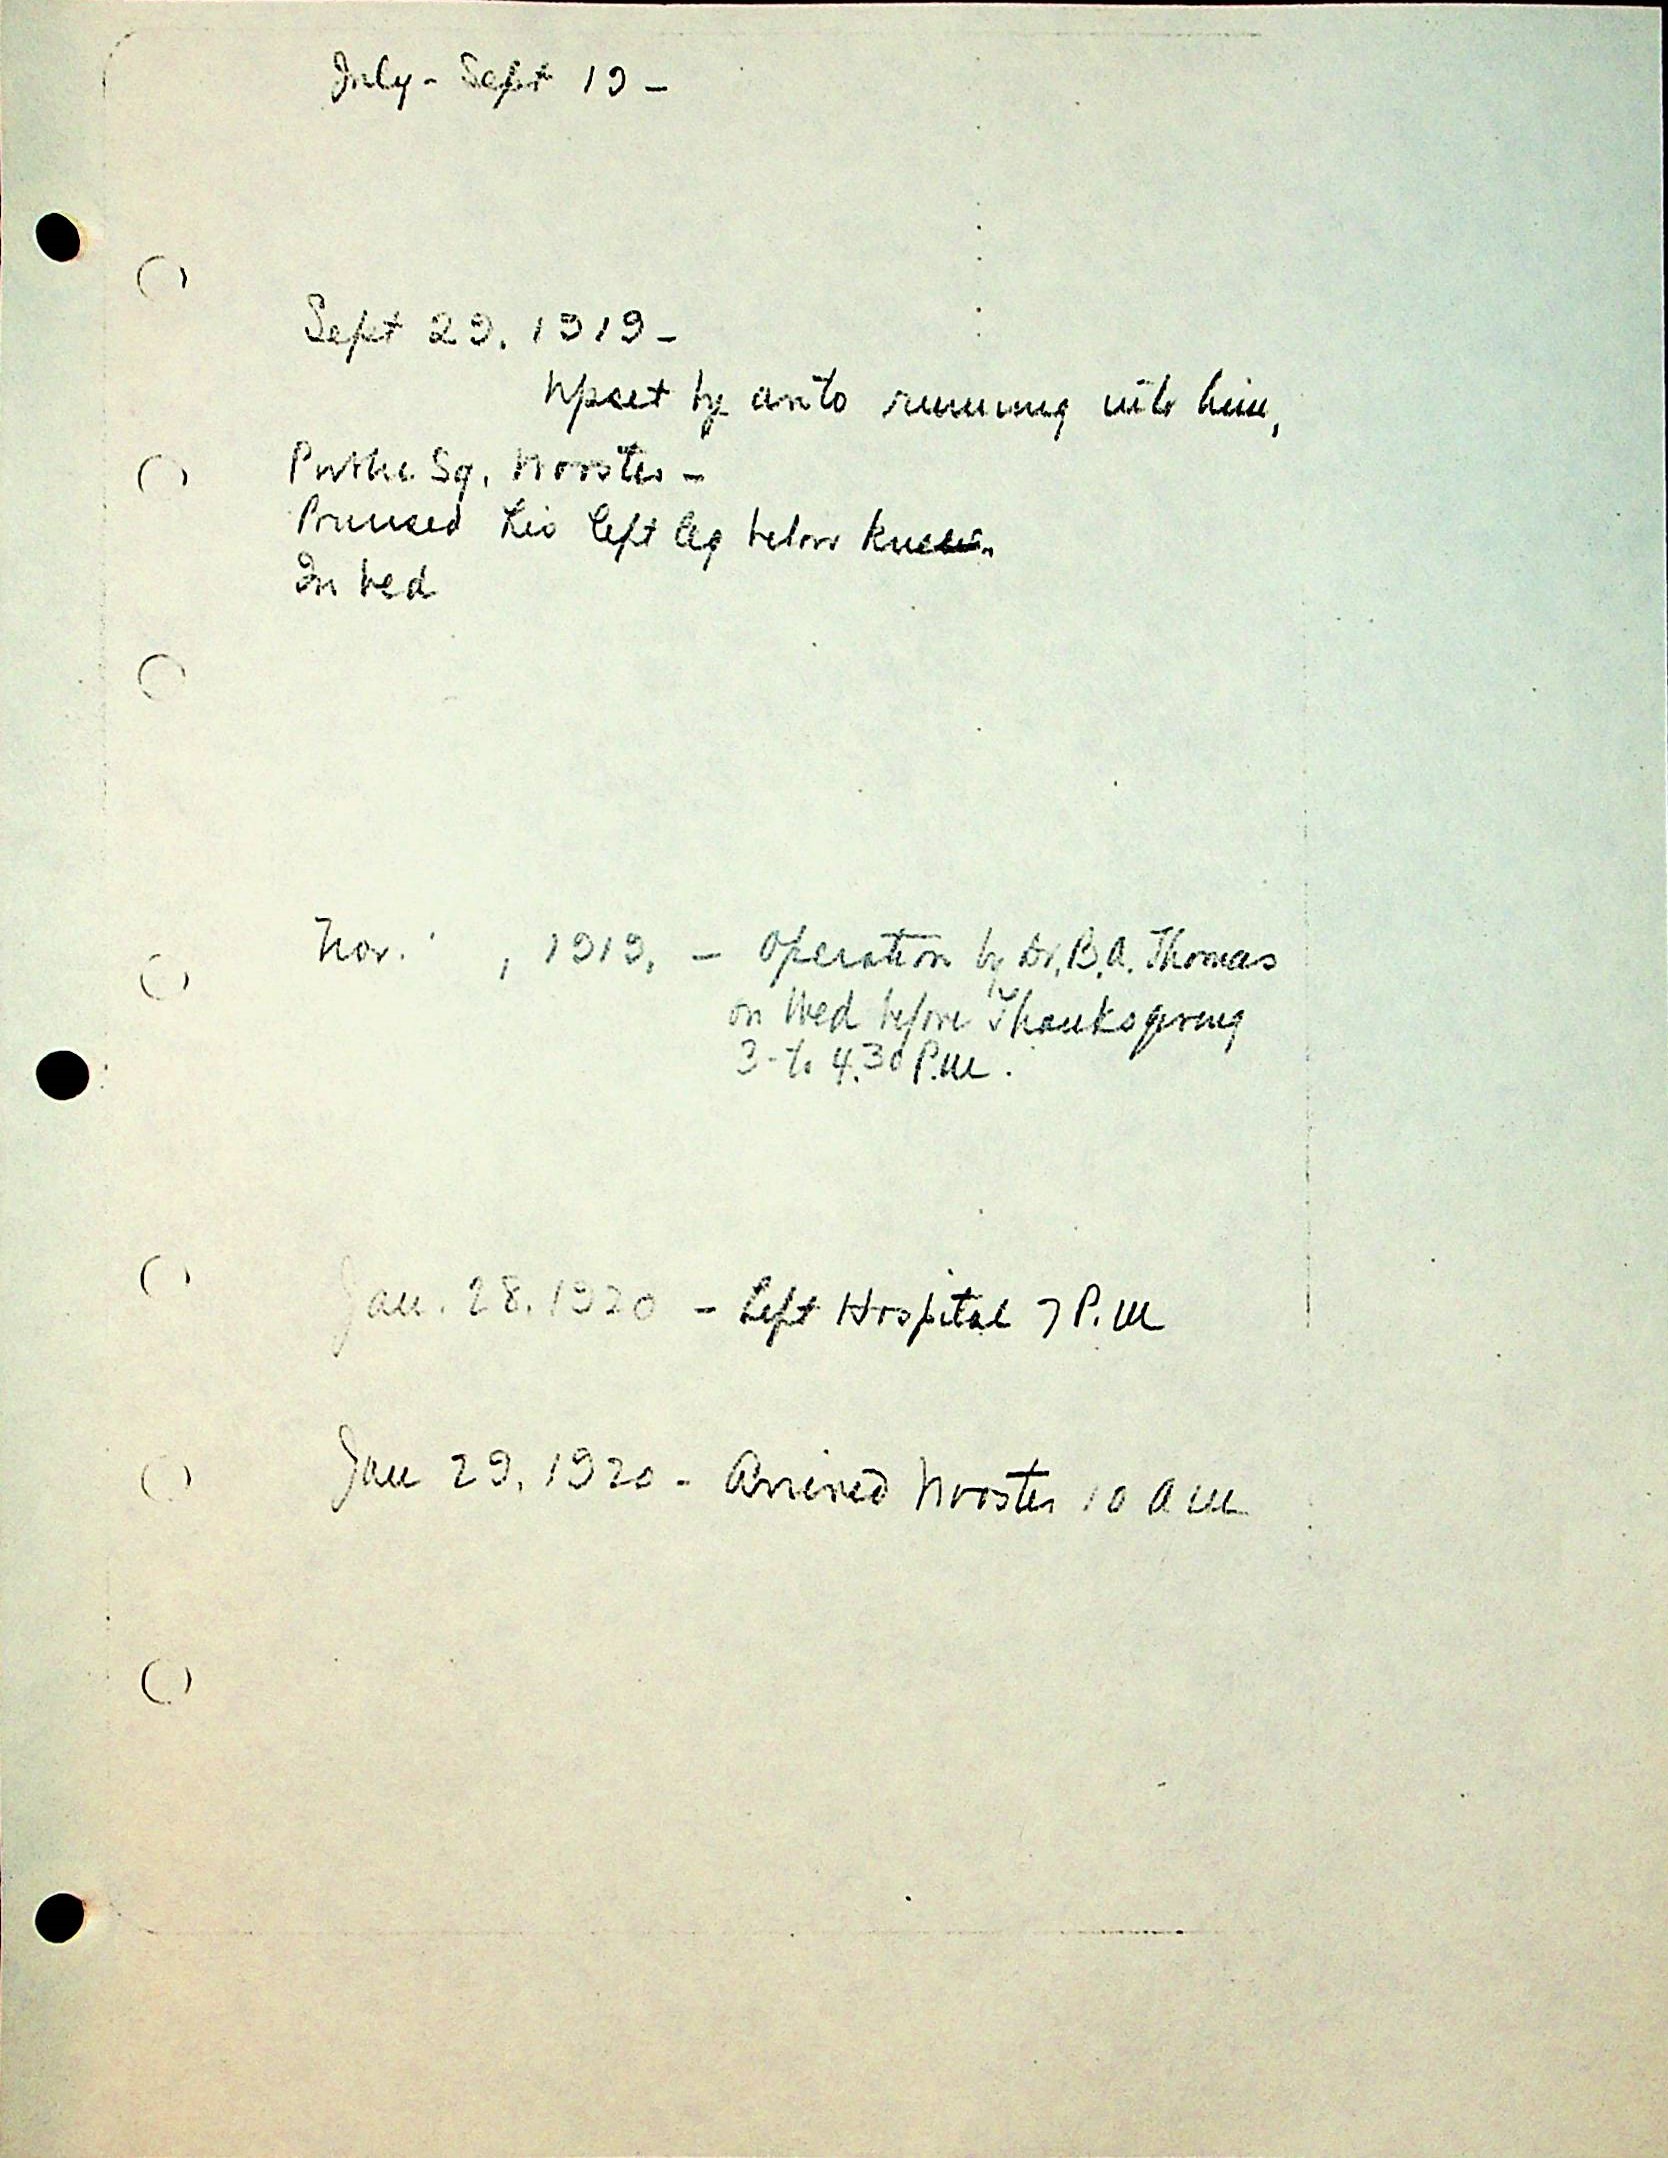 July - Sept 19 -
Sept 29. 1919 -
Upset by auto running into him,
Public Sq. Wooster -
Bruised his left leg below knee.
In bed
Nov. , 1919. - Operation by Dr. B. A. Thomas
on Wed before Thanksgiving
3 - to 4.30 P.M.
Jan. 28. 1920 - Left Hospital 7 P.M
Jan 29. 1920 - Arrived Wooster 10 AM